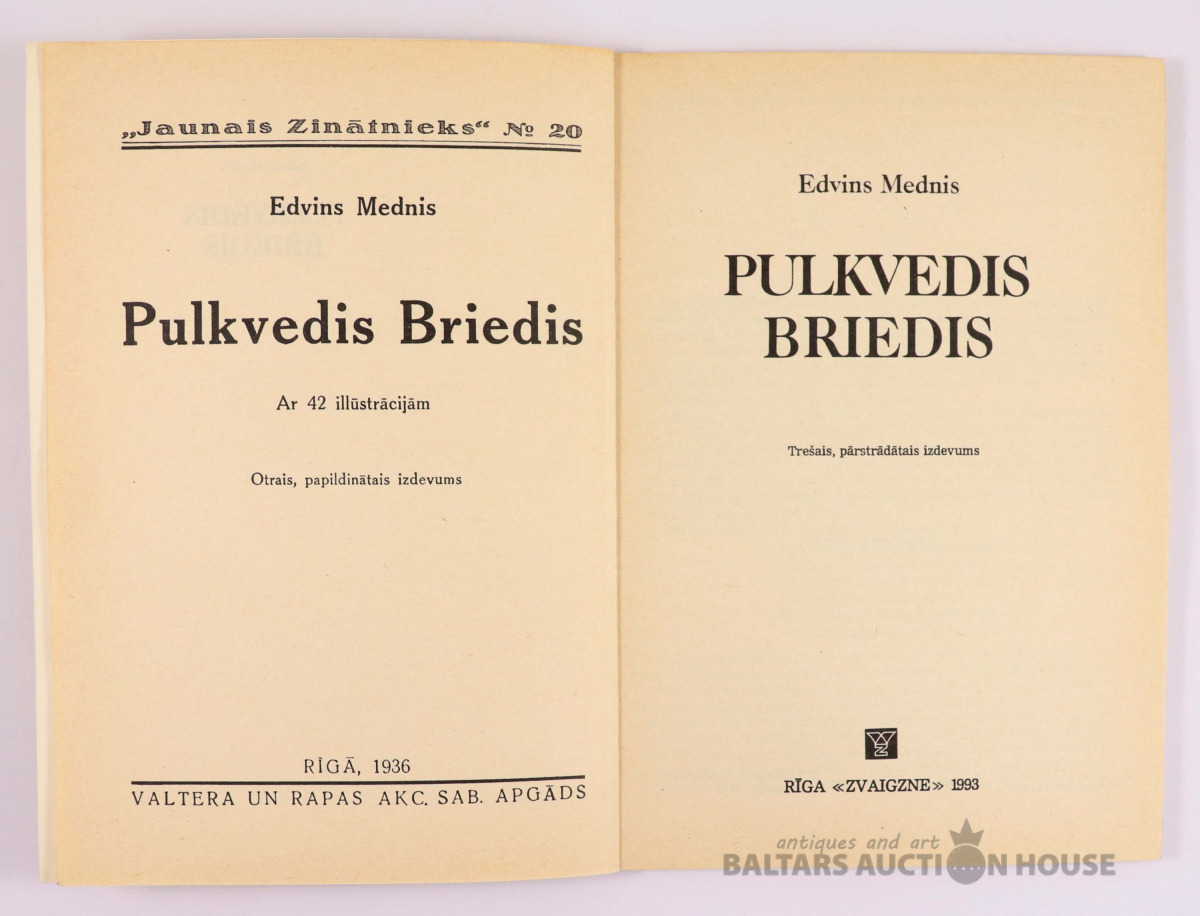 „Jaunais Zinātnieks“ № 20
Edvins Mednis
Pulkvedis Briedis
Ar 42 illūstrācijām
Otrais, papildinātais izdevums
RĪGĀ, 1936
VALTERA UN RAPAS AKC. SAB. APGĀDS
Edvins Mednis
PULKVEDIS
BRIEDIS
Trešais, pārstrādātais izdevums
RĪGA «ZVAIGZNE» 1993
antiques and art
BALTARS AUCTION HOUSE